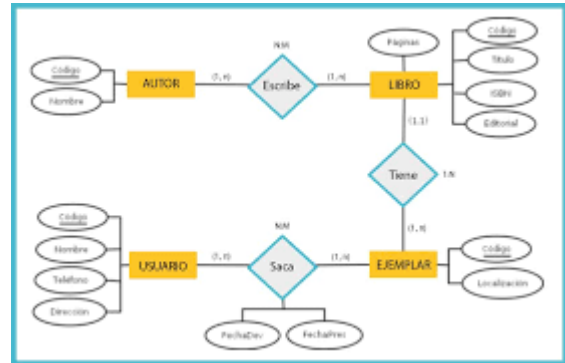 N:M
Páginas
Código
Código
AUTOR
(1, n)
Escribe
(1, n)
LIBRO
Título
Nombre
ISBN
Editorial
(1,1)
Tiene
1:N
Código
Nombre
N:M
(1, n)
Código
USUARIO
(1, n)
Saca
(1, n)
EJEMPLAR
Teléfono
Localización
Dirección
FechaDev
FechaPres